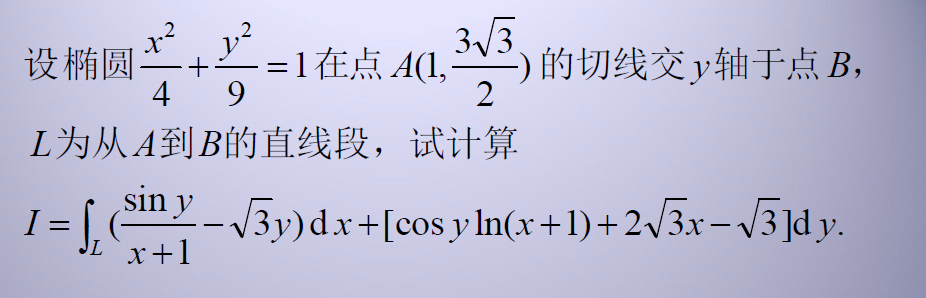 设椭圆 $\frac{x^2}{4}+\frac{y^2}{9}=1$ 在点 $A(1,\frac{3\sqrt{3}}{2})$ 的切线交 $y$ 轴于点 $B$，
$L$ 为从 $A$ 到 $B$ 的直线段，试计算
$I=\int_L (\frac{\sin y}{x+1}-\sqrt{3}y)\,\mathrm{d}x+[\cos y\ln(x+1)+2\sqrt{3}x-\sqrt{3}]\mathrm{d}y.$